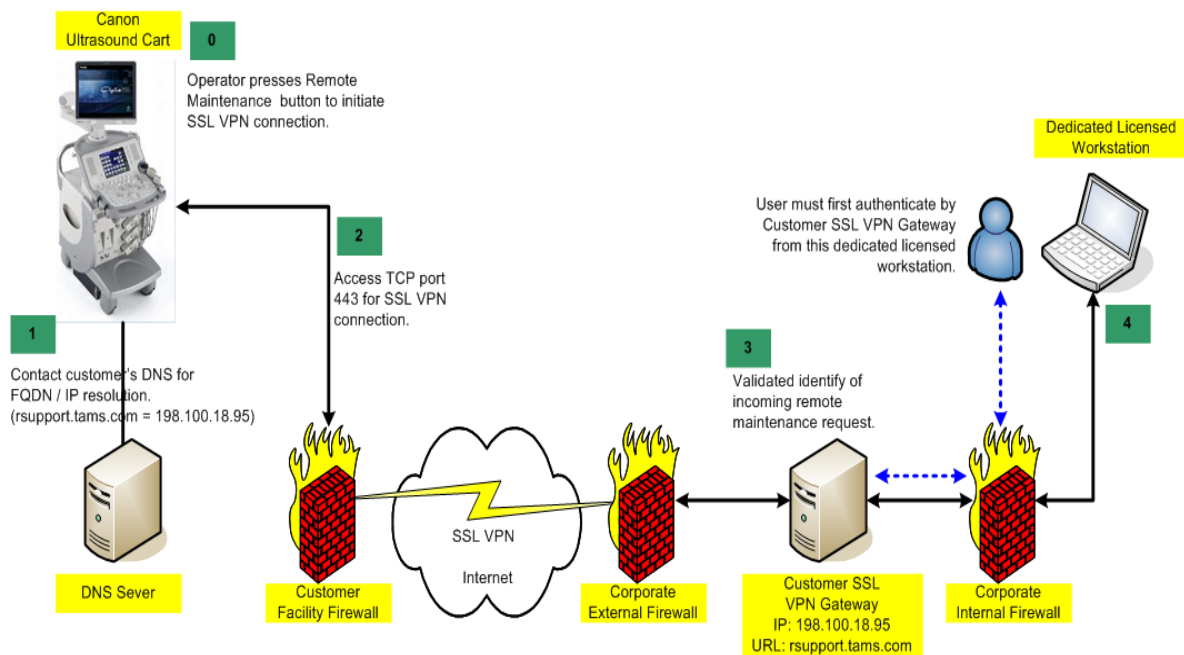 Canon
Ultrasound Cart
0
Operator presses Remote
Maintenance button to initiate
SSL VPN connection.
Dedicated Licensed
Workstation
User must first authenticate by
Customer SSL VPN Gateway
from this dedicated licensed
workstation.
2
Access TCP port
443 for SSL VPN
connection.
1
Contact customer's DNS for
FQDN / IP resolution.
(rsupport.tams.com = 198.100.18.95)
3
Validated identify of
incoming remote
maintenance request.
4
SSL VPN
Internet
DNS Sever
Customer
Facility Firewall
Corporate
External Firewall
Customer SSL
VPN Gateway
IP: 198.100.18.95
URL: rsupport.tams.com
Corporate
Internal Firewall